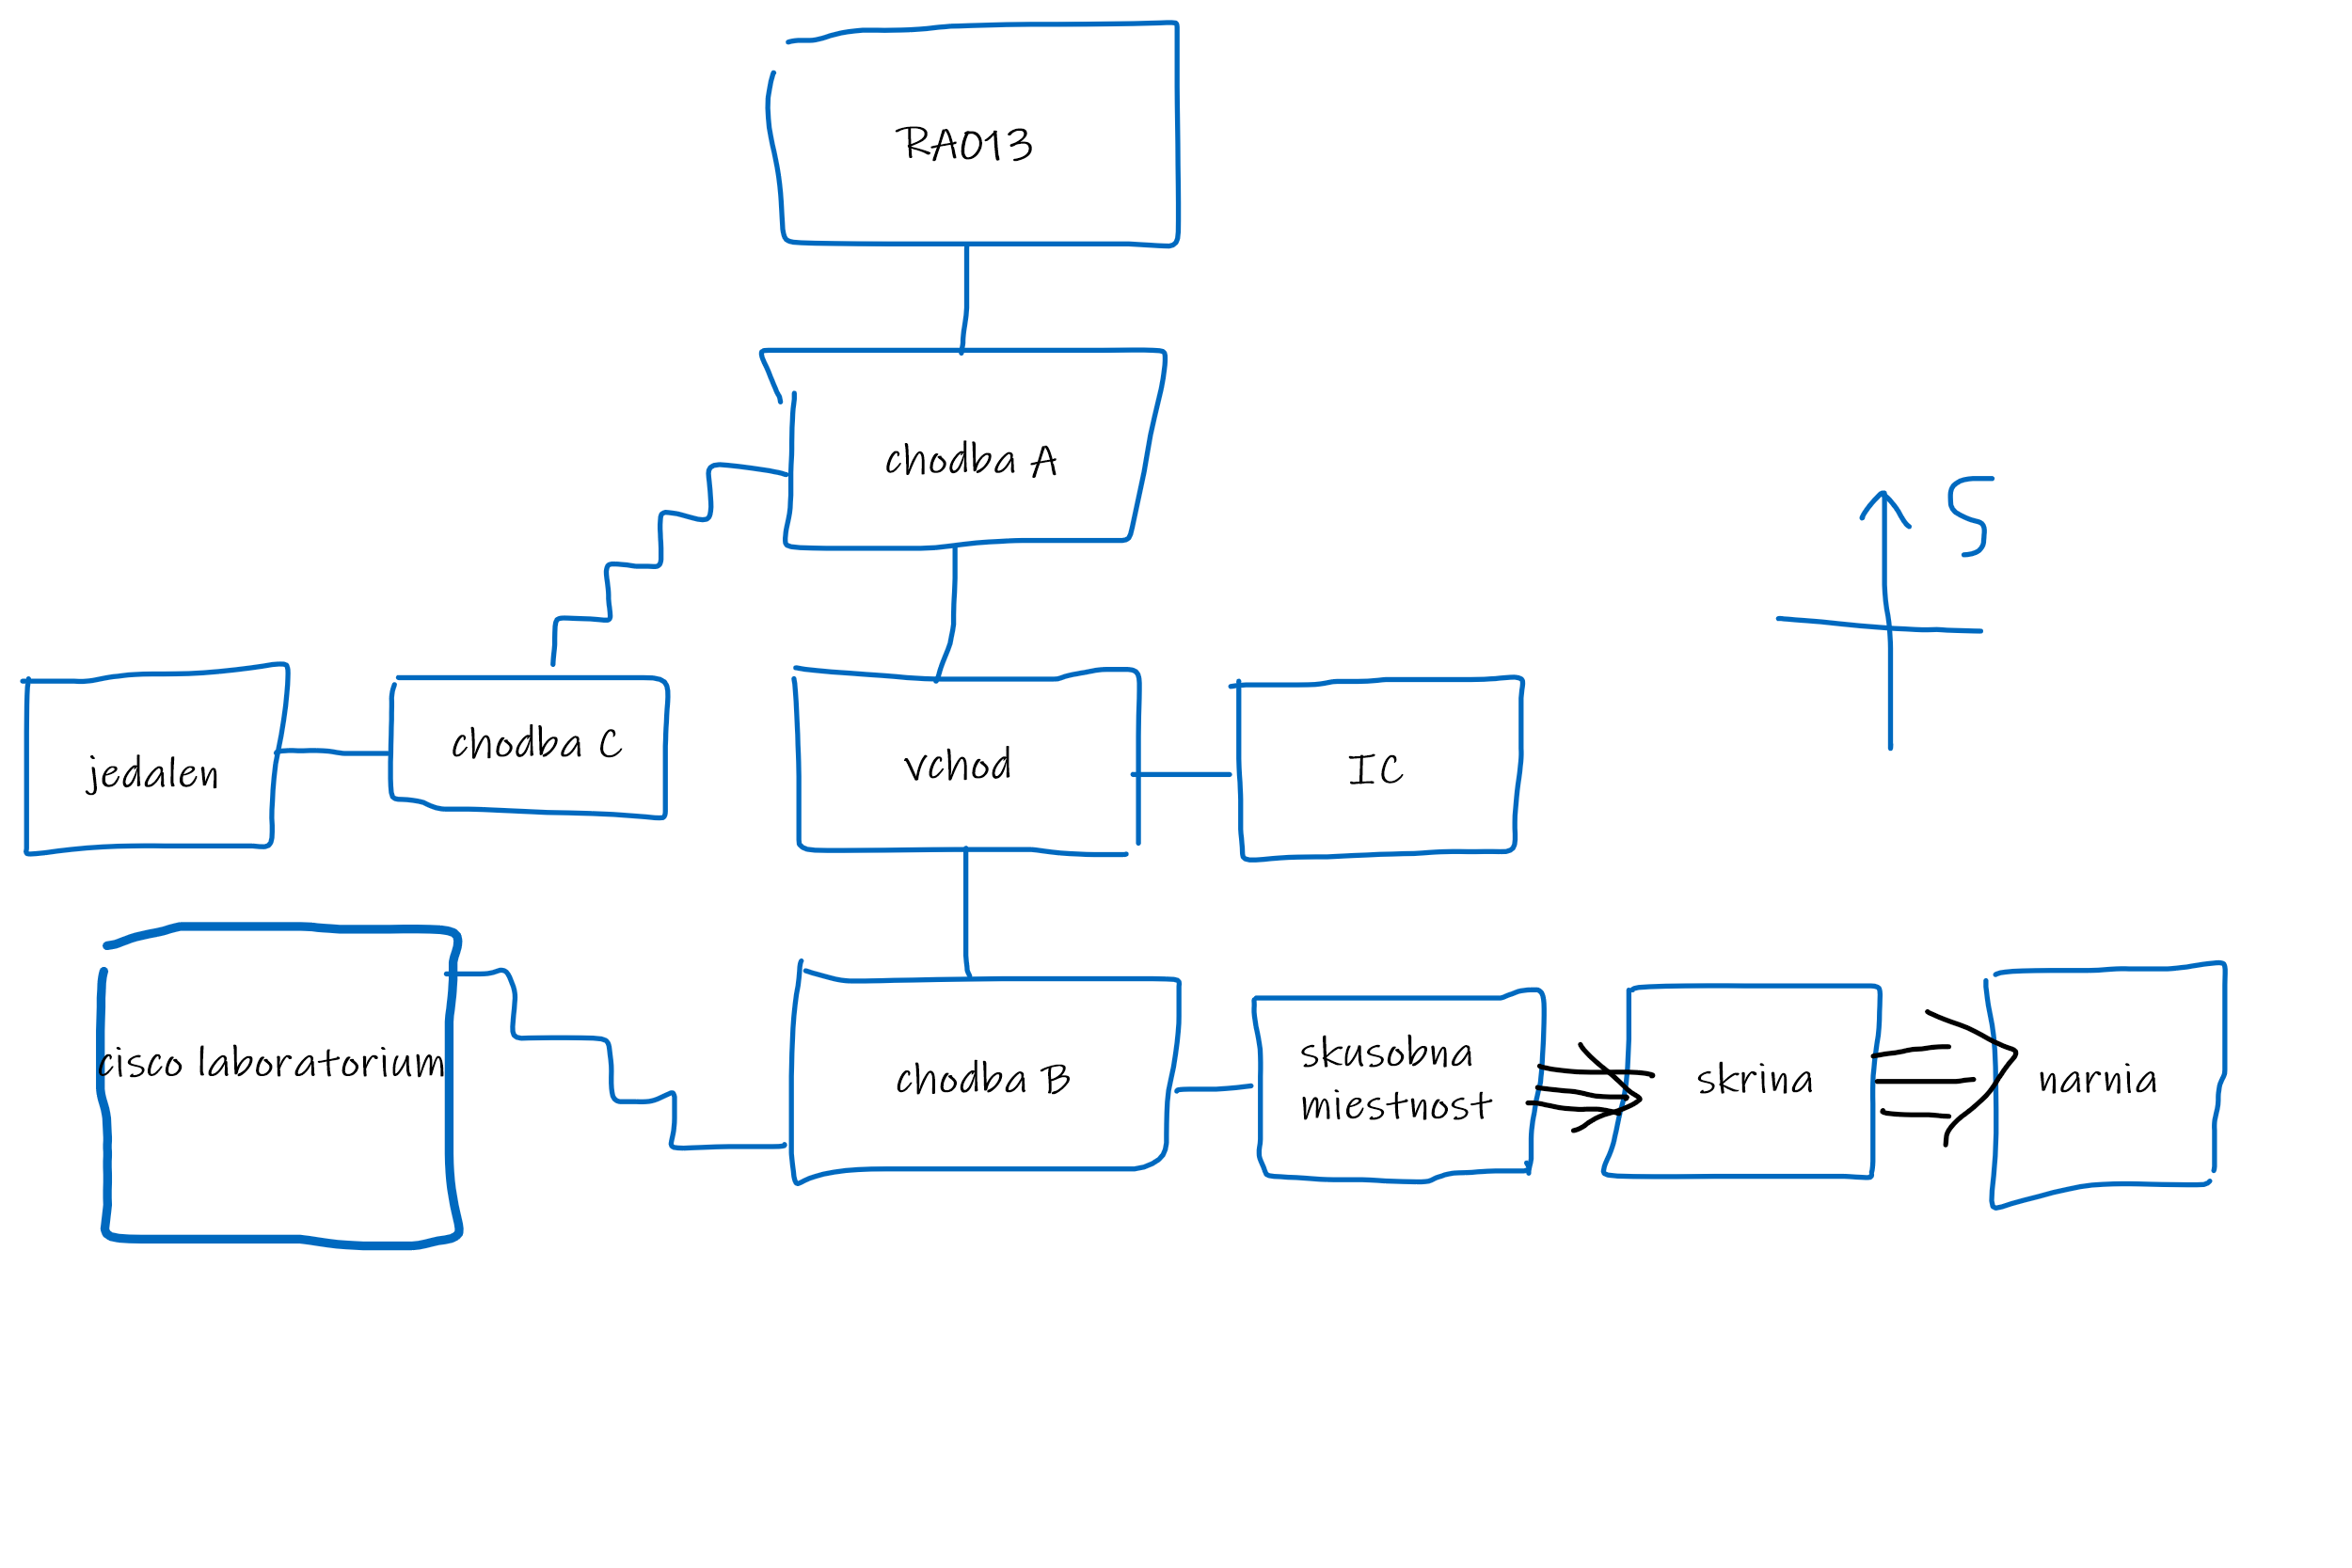 RA013
chodba A
S
jedalen
chodba C
vchod
IC
cisco laboratorium
chodba B
skusobna
miestnost
skrina
narnia